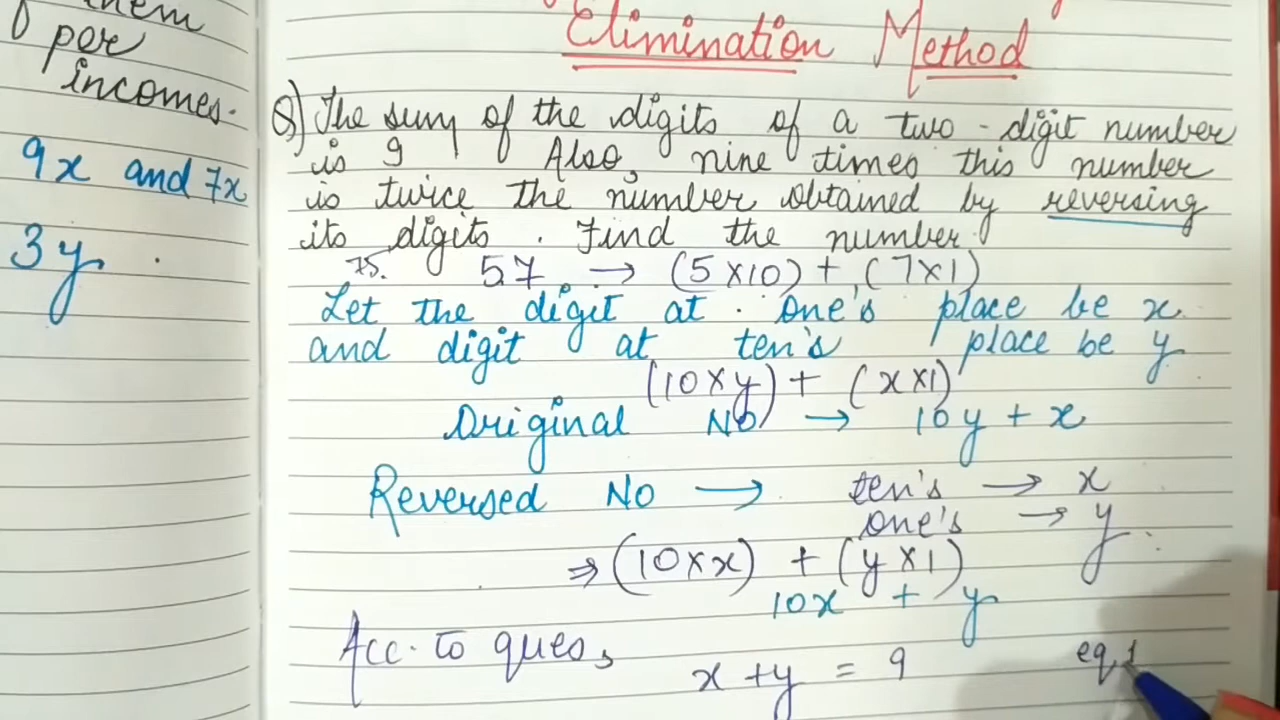 them
per
incomes.
9x and 7x
3y
Elimination Method
Q) The sum of the digits of a two-digit number
is 9 Also, nine times this number
is twice the number obtained by reversing
its digits. Find the number.
75. 57 → (5×10) + (7×1)
Let the digit at one's place be x
and digit at ten's place be y
(10×y) + (x×1)
Original No → 10y + x
Reversed No → ten's → x
one's → y
⇒ (10×x) + (y×1)
10x + y
Acc. to ques,
x + y = 9 eq 1